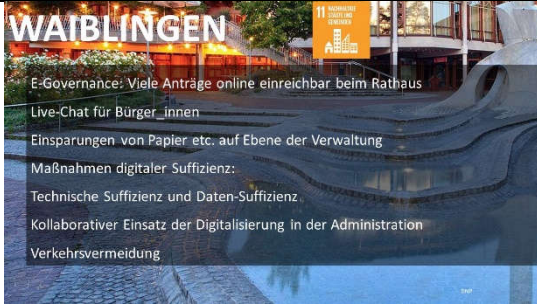 WAIBLINGEN
11 NACHHALTIGE
STÄDTE UND
GEMEINDEN
E-Governance: Viele Anträge online einreichbar beim Rathaus
Live-Chat für Bürger_innen
Einsparungen von Papier etc. auf Ebene der Verwaltung
Maßnahmen digitaler Suffizienz:
Technische Suffizienz und Daten-Suffizienz
Kollaborativer Einsatz der Digitalisierung in der Administration
Verkehrsvermeidung